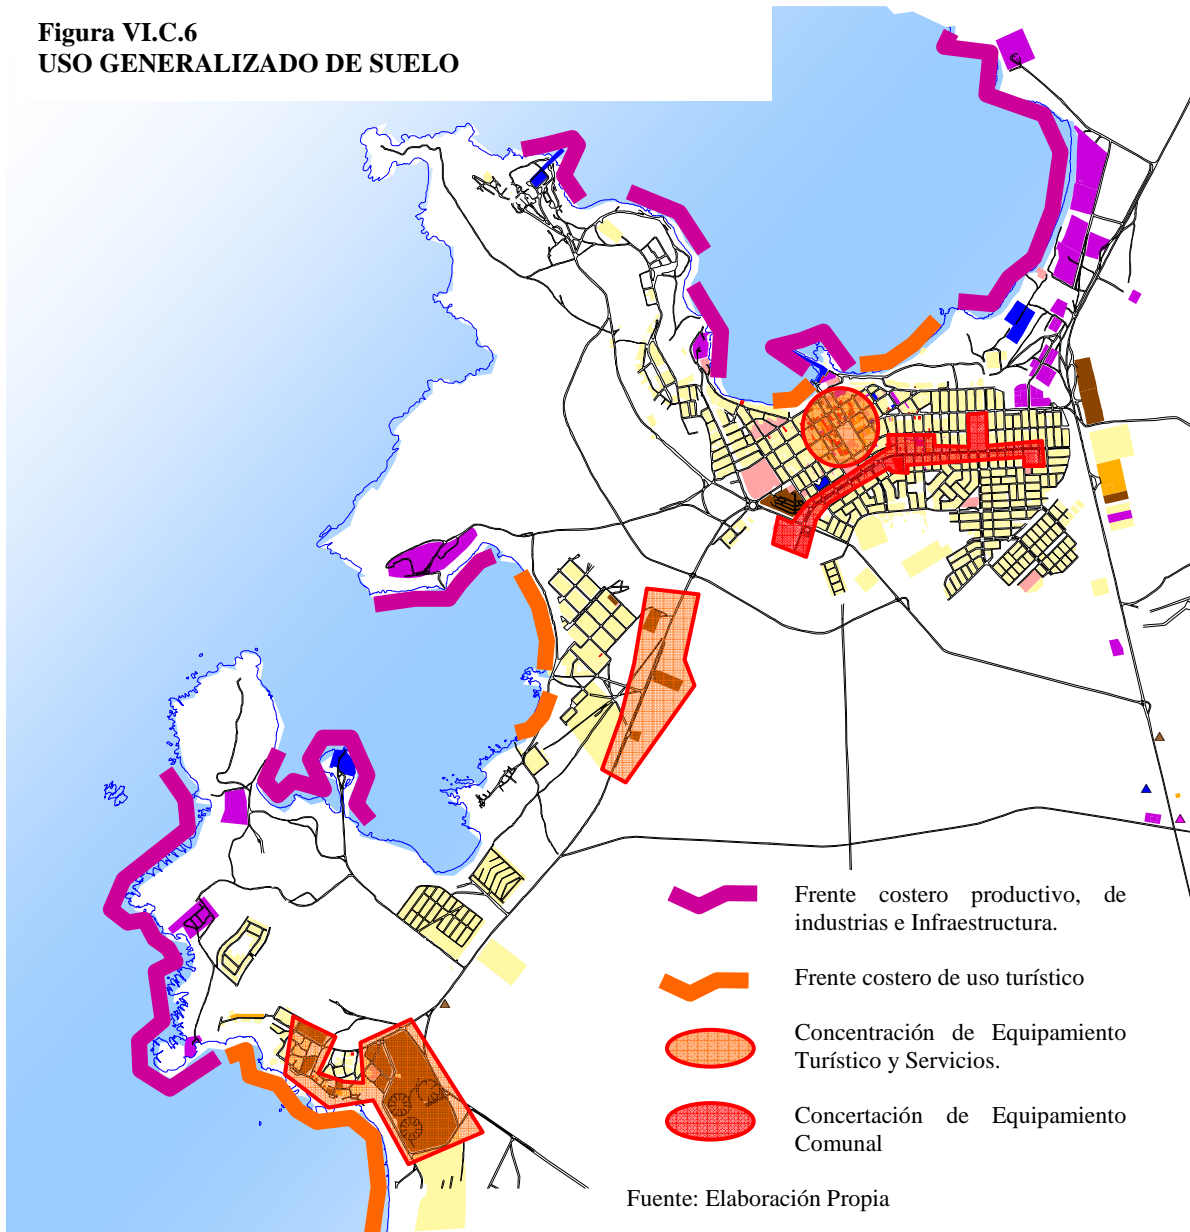 Figura VI.C.6
USO GENERALIZADO DE SUELO
Frente costero productivo, de
industrias e Infraestructura.
Frente costero de uso turístico
Concentración de Equipamiento
Turístico y Servicios.
Concertación de Equipamiento
Comunal
Fuente: Elaboración Propia